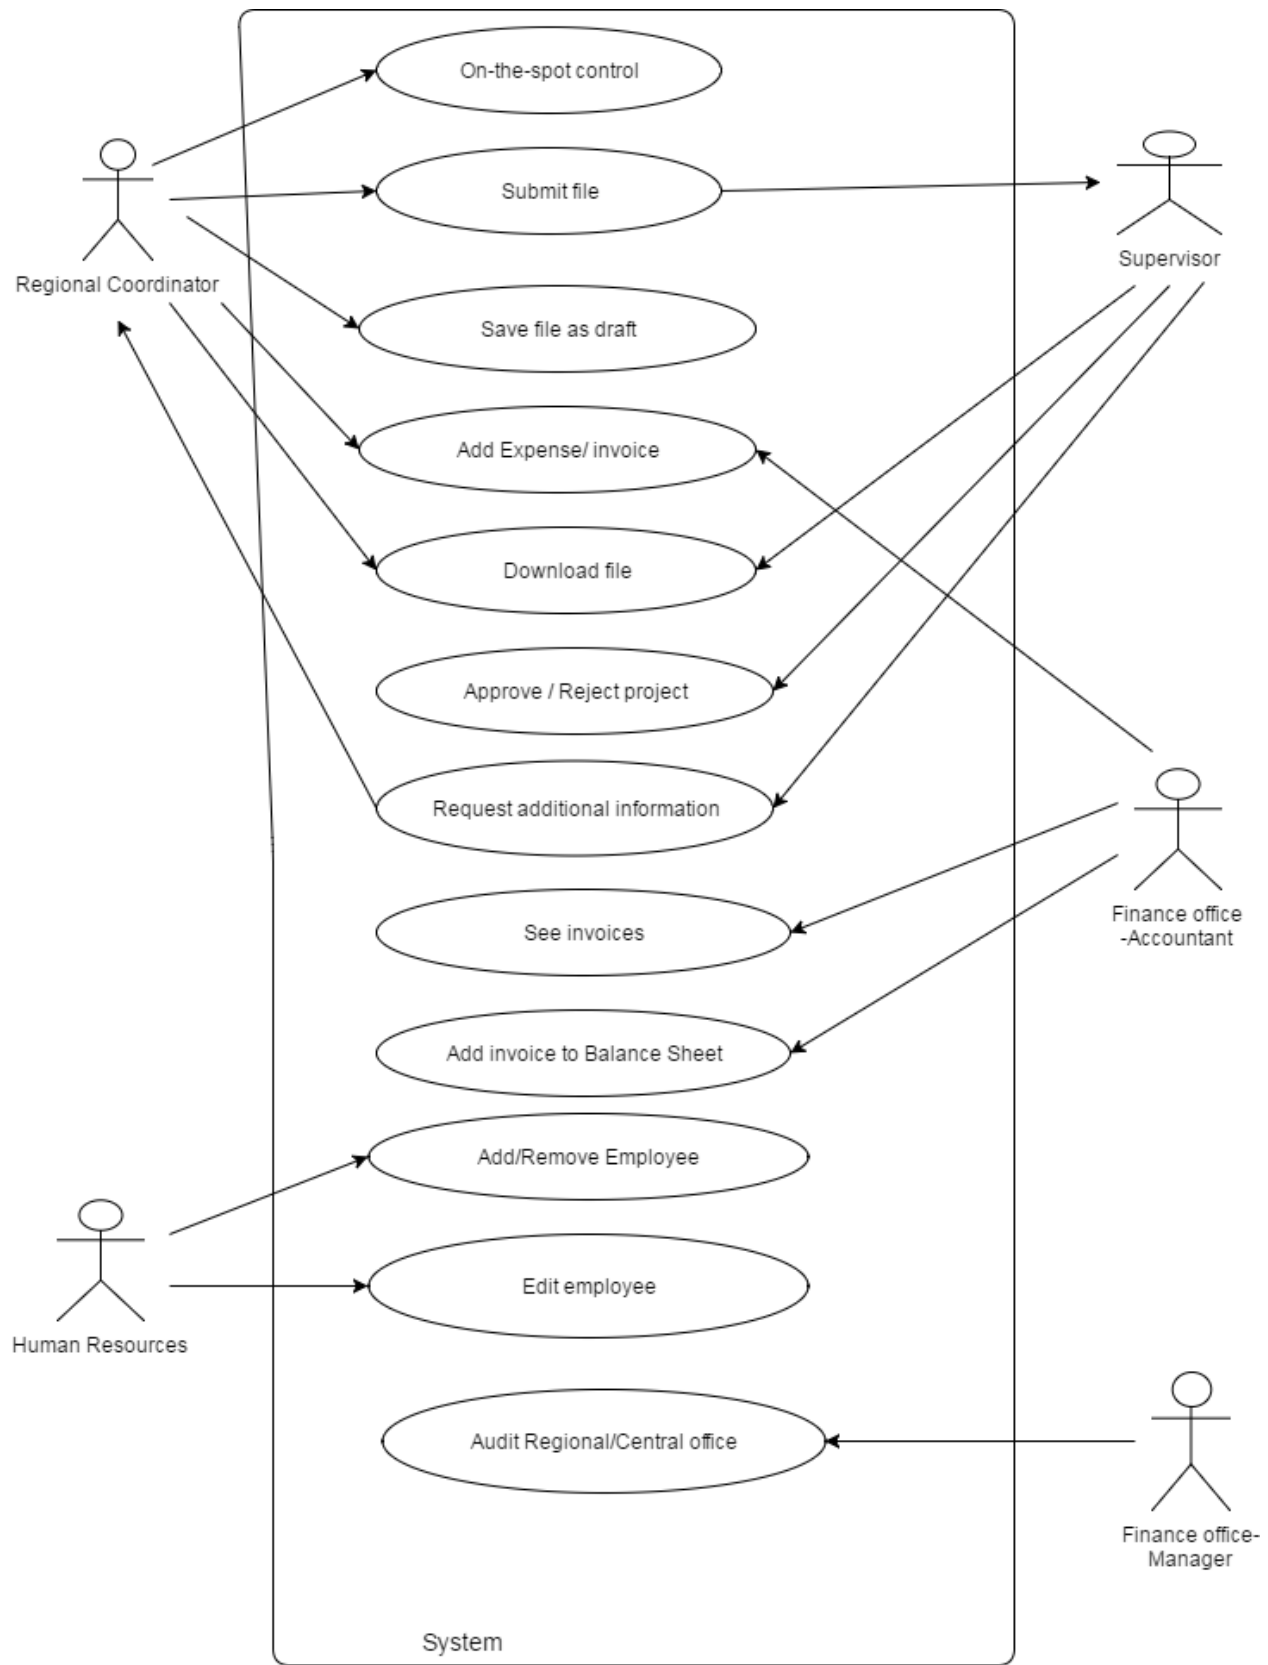 On-the-spot control
Submit file
Supervisor
Regional Coordinator
Save file as draft
Add Expense/ invoice
Download file
Approve / Reject project
Request additional information
Finance office
-Accountant
See invoices
Add invoice to Balance Sheet
Add/Remove Employee
Edit employee
Human Resources
Audit Regional/Central office
Finance office-
Manager
System